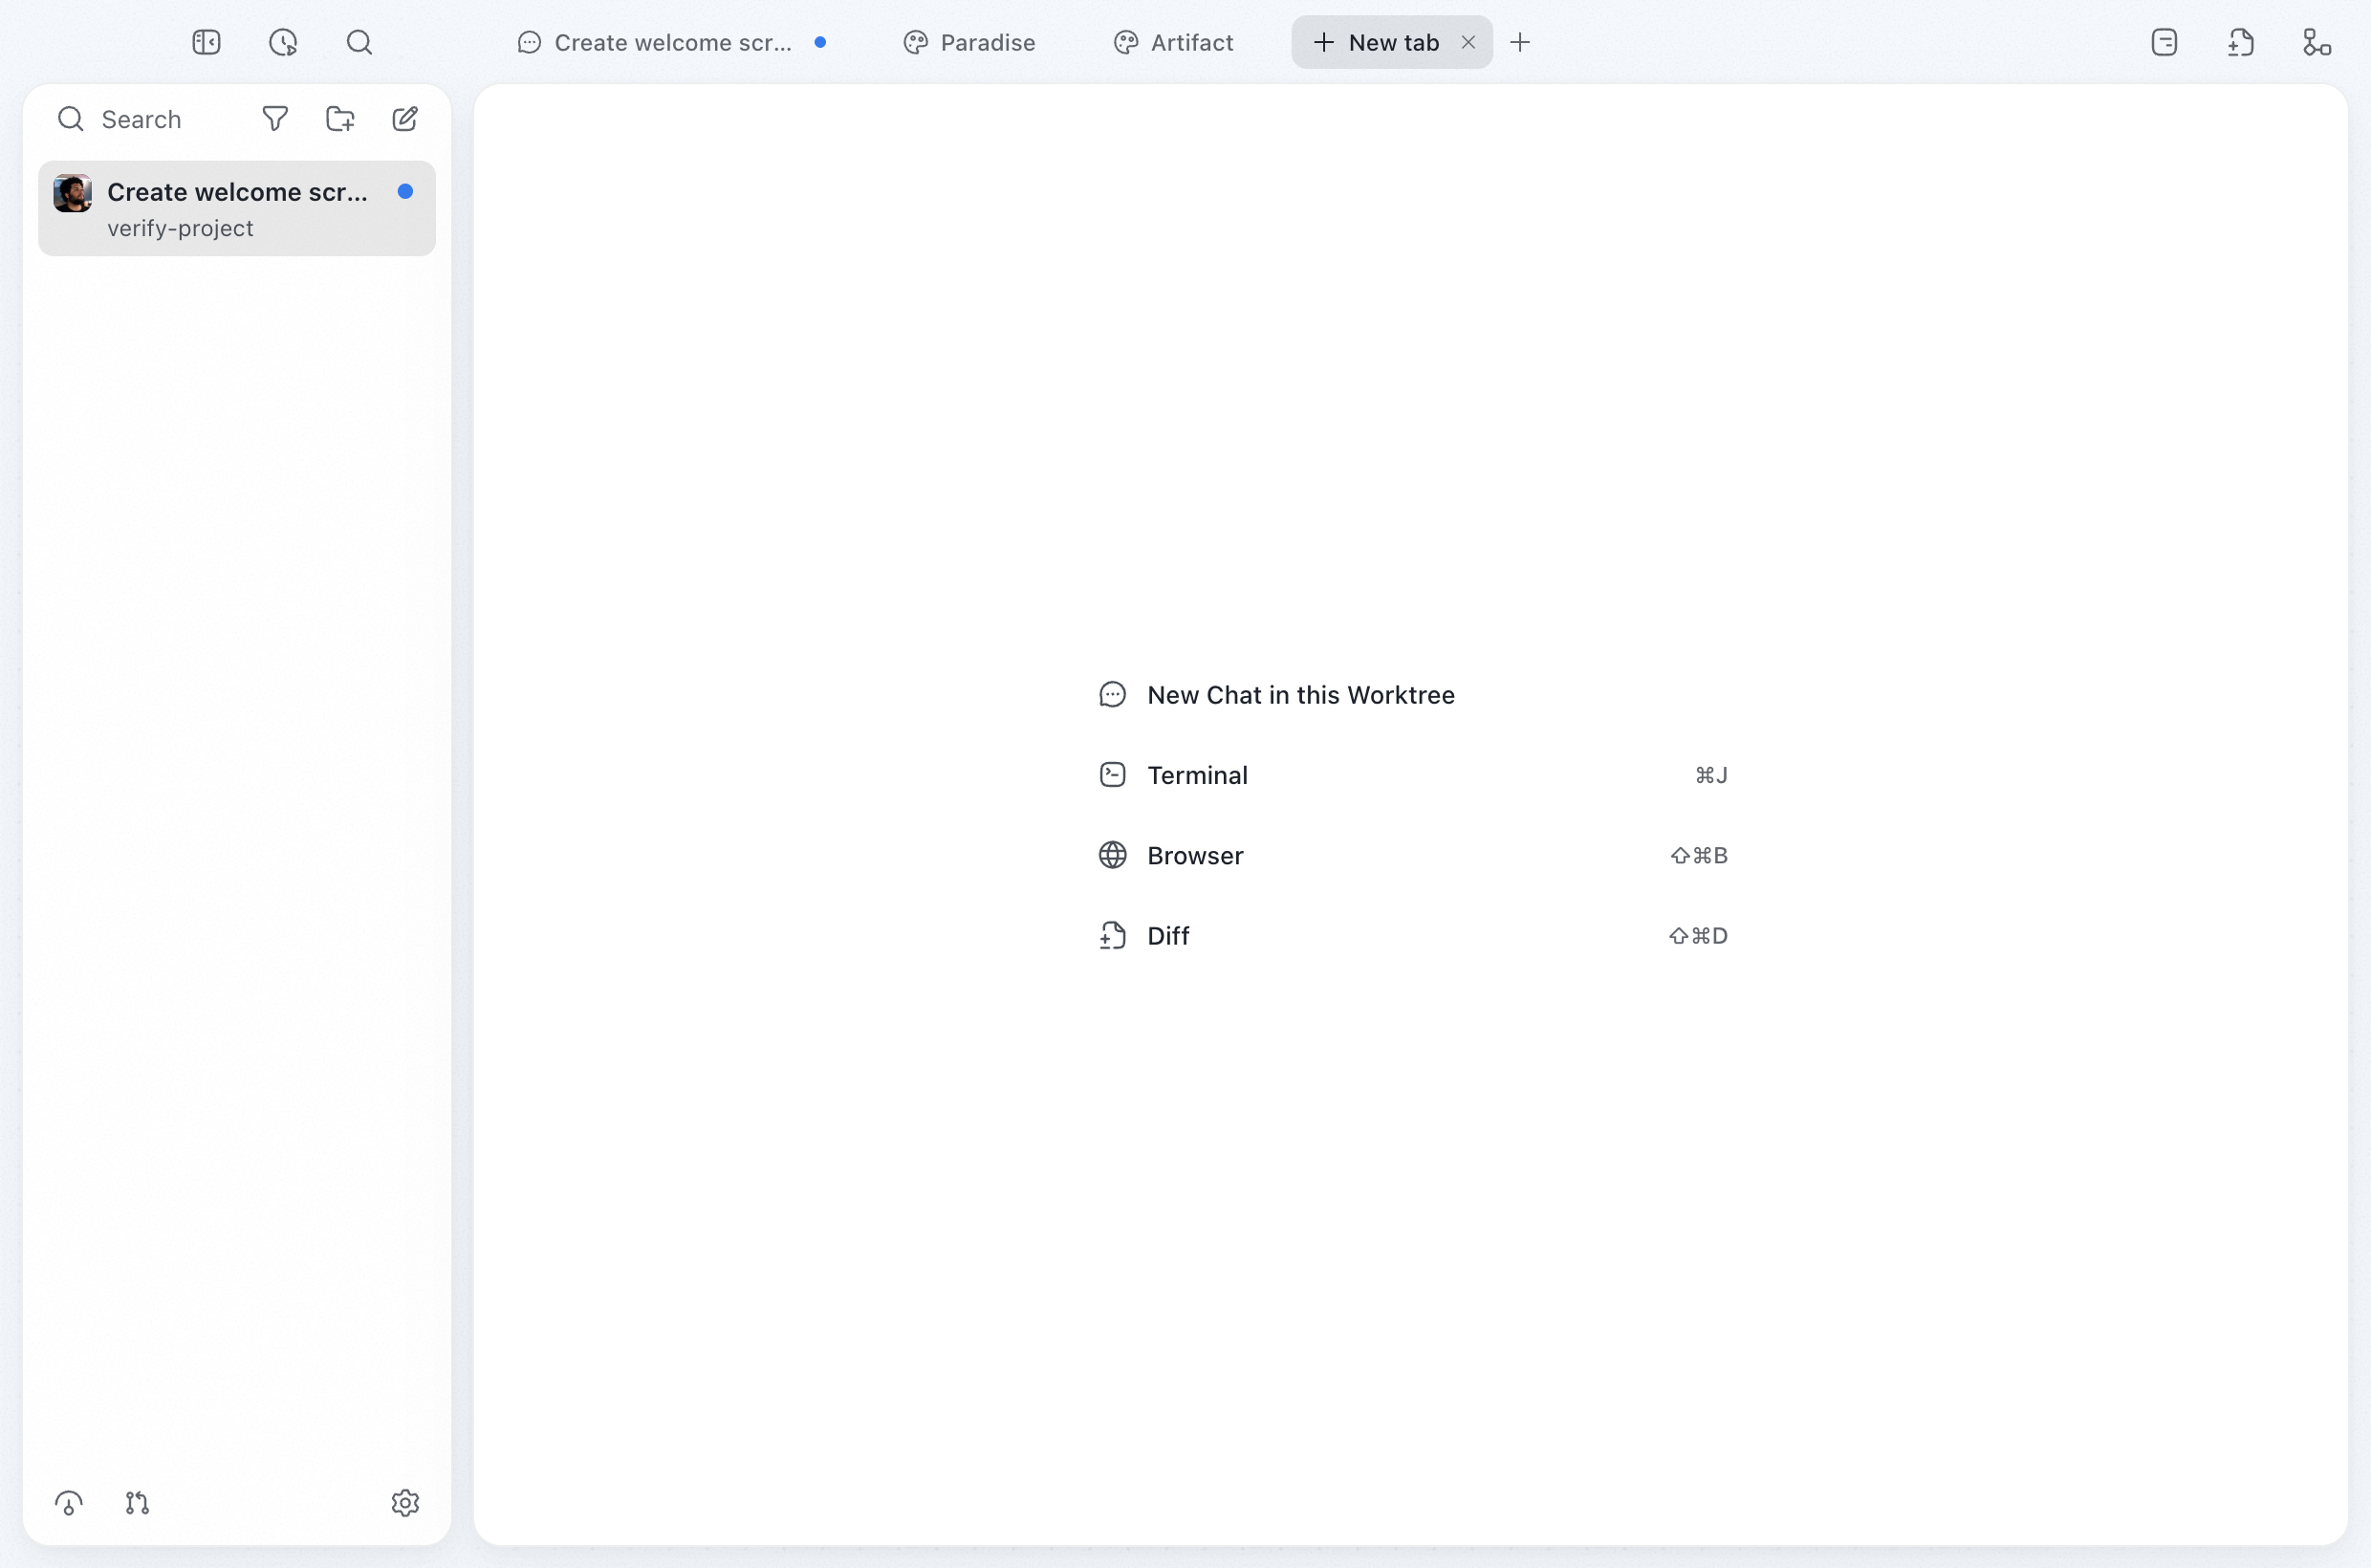 Create welcome scr...
Paradise
Artifact
New tab
Search
Create welcome scr...
verify-project
New Chat in this Worktree
Terminal ⌘J
Browser ⇧⌘B
Diff ⇧⌘D